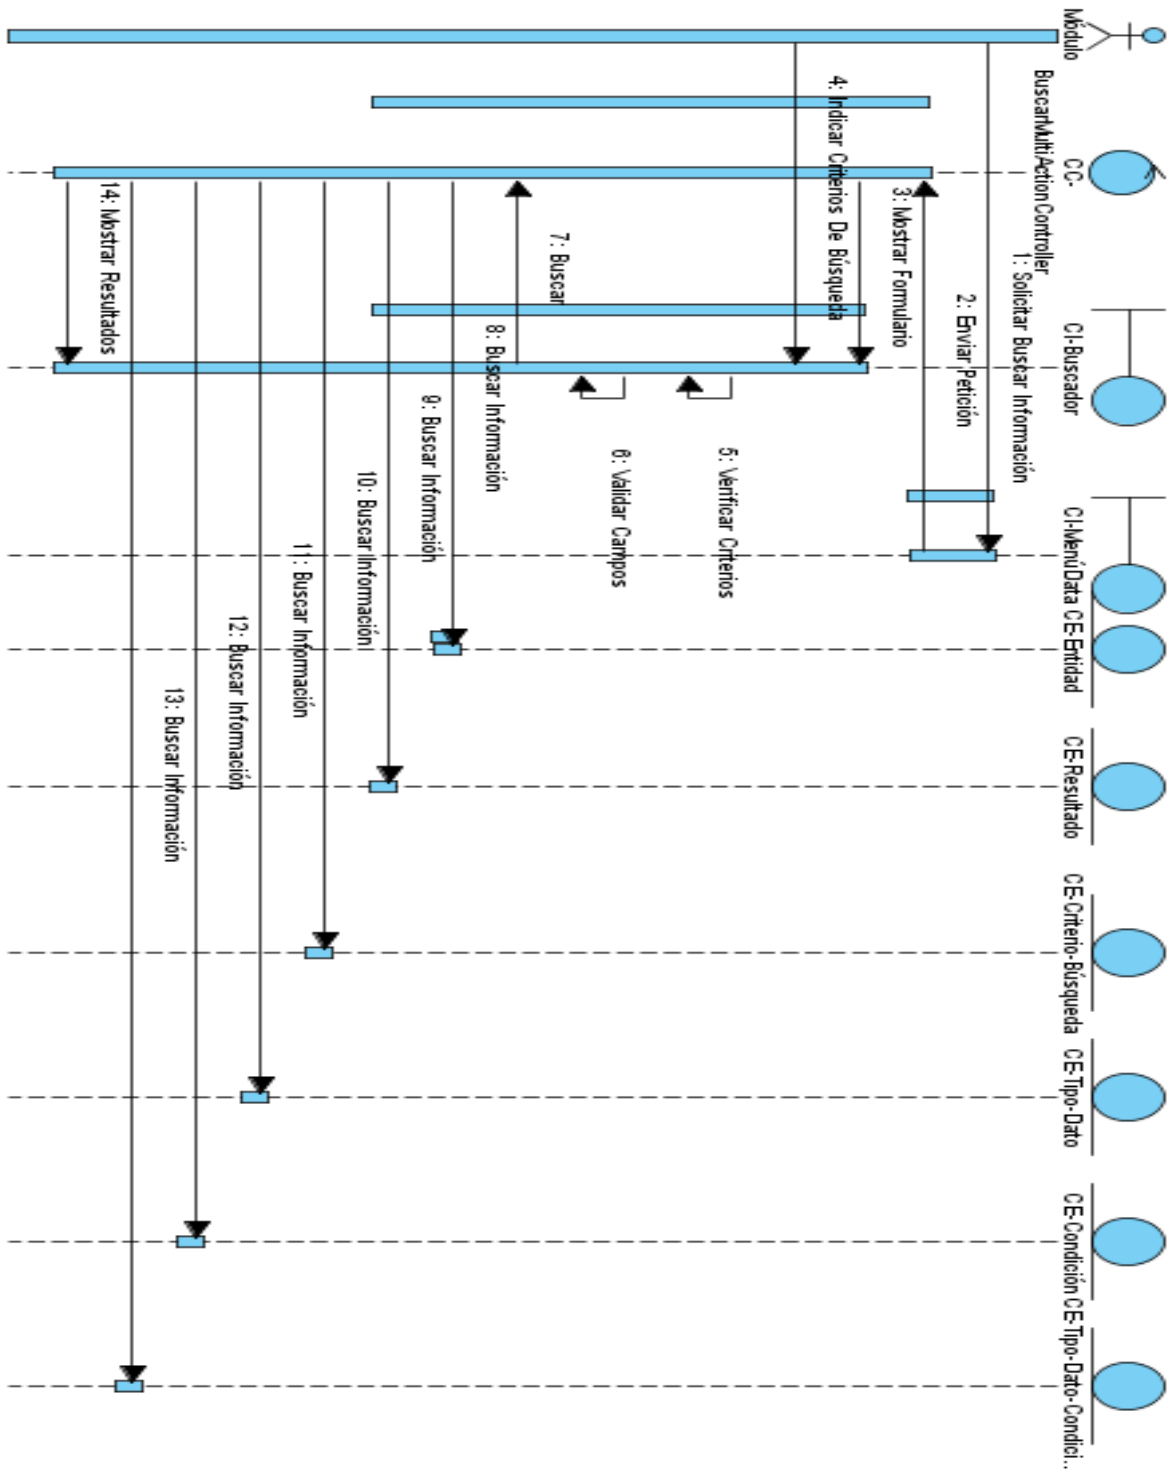 Módulo
CC-
BuscarMultiActionController
CI-Buscador
CI-MenúData
CE-Entidad
CE-Resultado
CE-Criterio-Búsqueda
CE-Tipo-Dato
CE-Condición
CE-Tipo-Dato-Condici..
1: Solicitar Buscar Información
2: Enviar Petición
3: Mostrar Formulario
4: Indicar Criterios De Búsqueda
5: Verificar Criterios
6: Validar Campos
7: Buscar
8: Buscar Información
9: Buscar Información
10: Buscar Información
11: Buscar Información
12: Buscar Información
13: Buscar Información
14: Mostrar Resultados